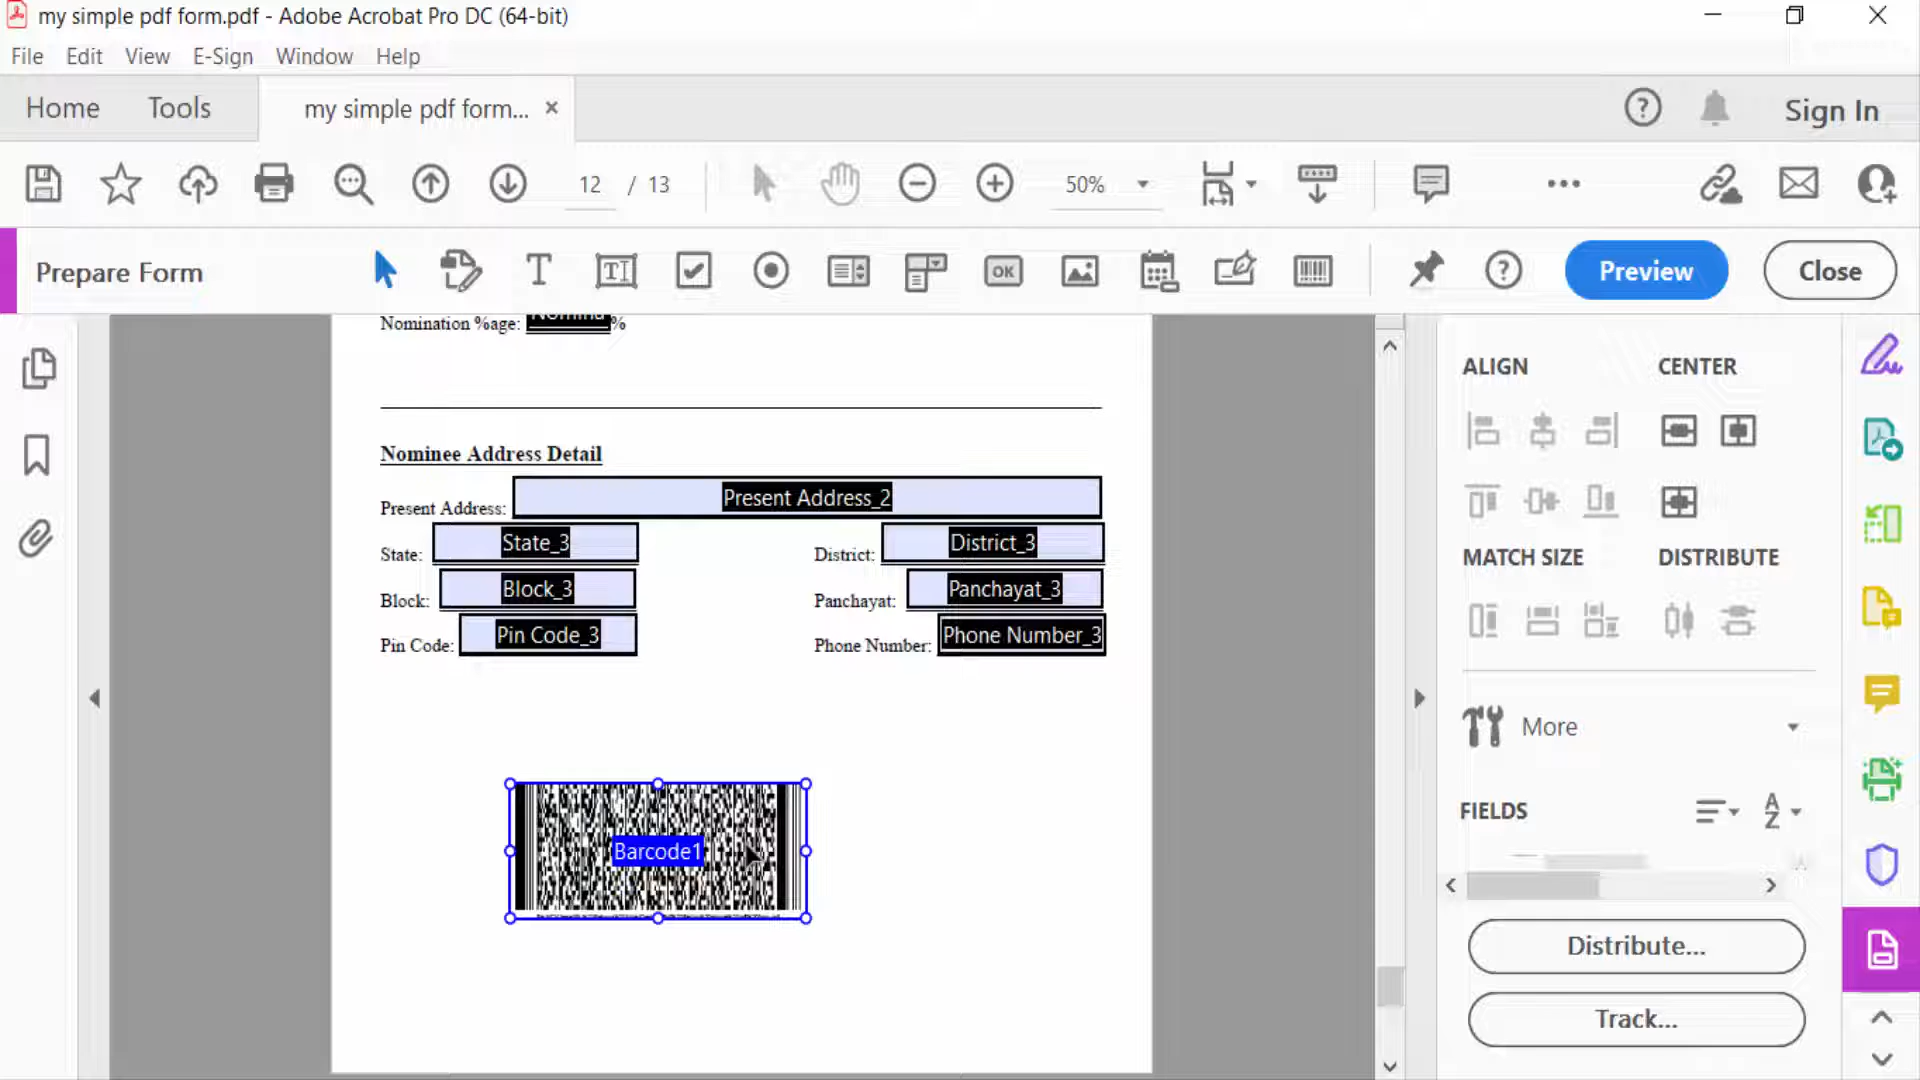 my simple pdf form.pdf - Adobe Acrobat Pro DC (64-bit)
File Edit View E-Sign Window Help
Home Tools my simple pdf form... × Sign In
12 / 13 50%
Prepare Form T OK Preview Close
Nomination %age: %
Nominee Address Detail
Present Address: Present Address_2
State: State_3 District: District_3
Block: Block_3 Panchayat: Panchayat_3
Pin Code: Pin Code_3 Phone Number: Phone Number_3
Barcode1
ALIGN CENTER
MATCH SIZE DISTRIBUTE
More
FIELDS
Distribute...
Track...